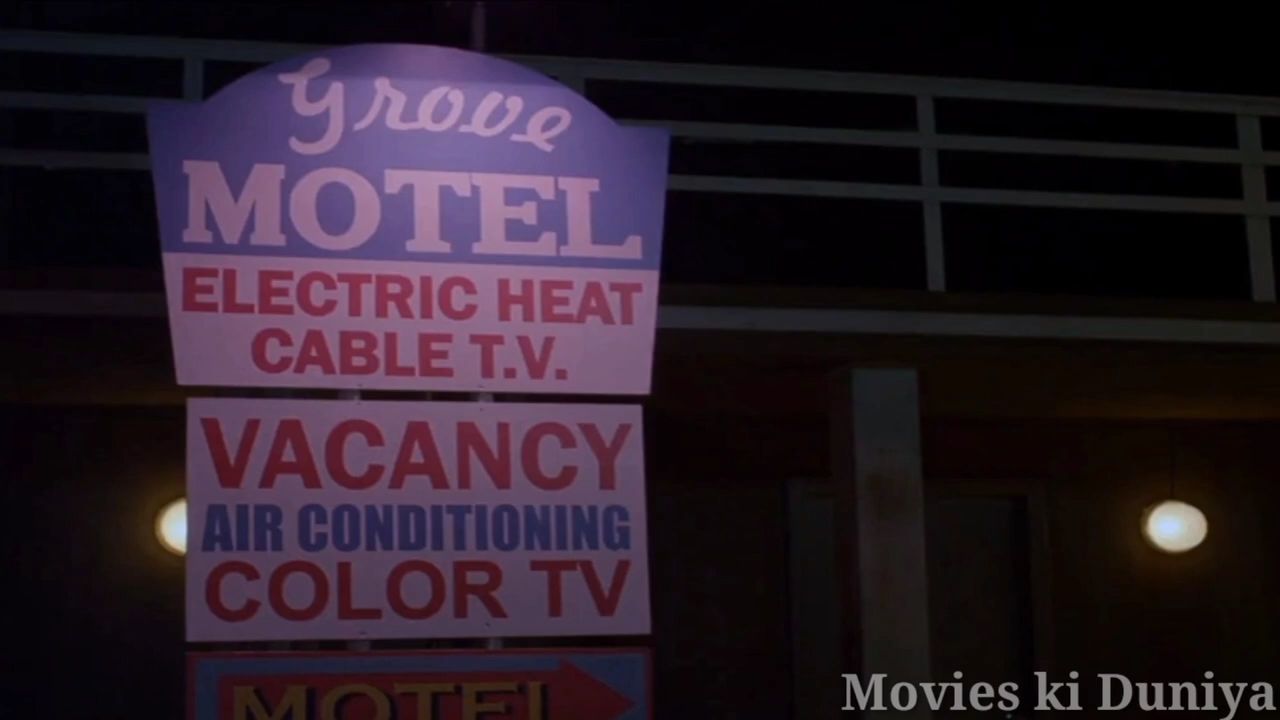 Grove
MOTEL
ELECTRIC HEAT
CABLE T.V.
VACANCY
AIR CONDITIONING
COLOR TV
MOTEL
Movies ki Duniya